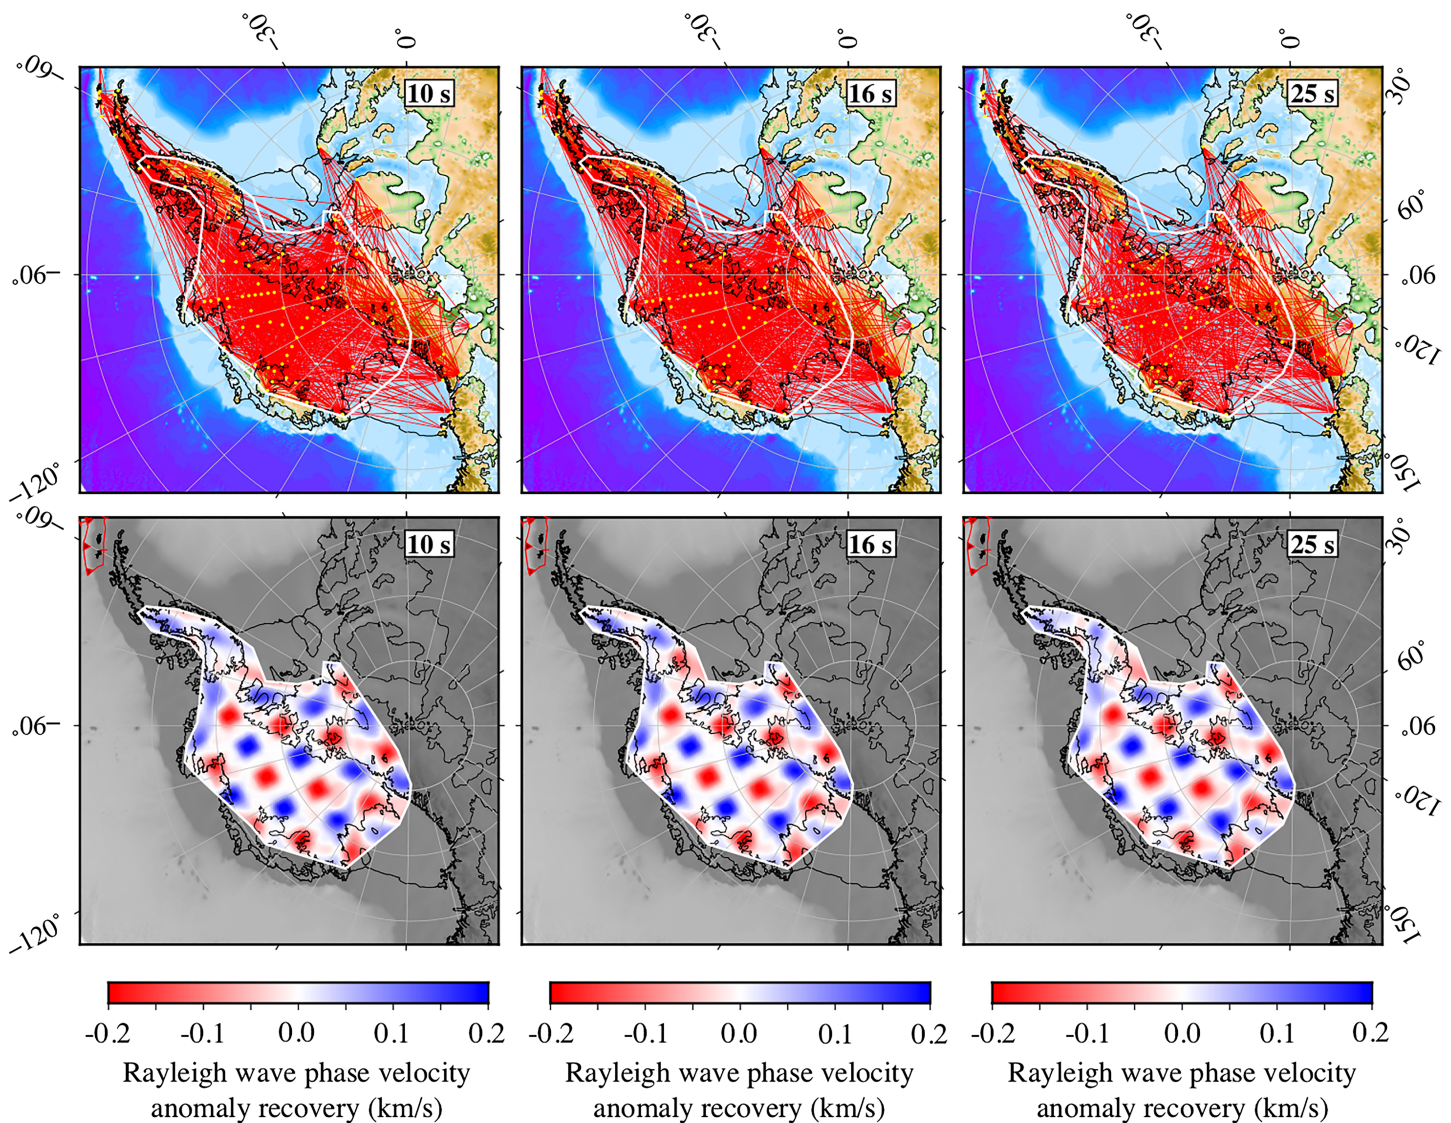 −30° 0° −30° 0° −30° 0°
−60° 10 s 16 s 25 s 30°
60°
−90° 90°
120°
−120° 150°
−60° 10 s 16 s 25 s 30°
60°
−90° 90°
120°
−120° 150°
-0.2 -0.1 0.0 0.1 0.2 -0.2 -0.1 0.0 0.1 0.2 -0.2 -0.1 0.0 0.1 0.2
Rayleigh wave phase velocity Rayleigh wave phase velocity Rayleigh wave phase velocity
anomaly recovery (km/s) anomaly recovery (km/s) anomaly recovery (km/s)